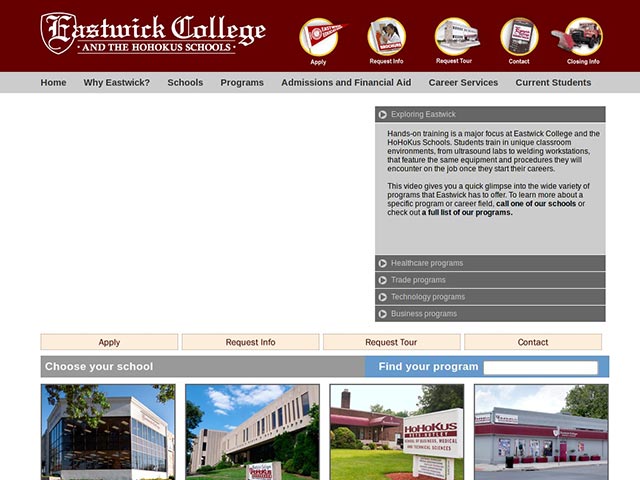 Eastwick College
AND THE HOHOKUS SCHOOLS
Apply
Request Info
Request Tour
Contact
Closing Info
Home
Why Eastwick?
Schools
Programs
Admissions and Financial Aid
Career Services
Current Students
Exploring Eastwick
Hands-on training is a major focus at Eastwick College and the
HoHoKus Schools. Students train in unique classroom
environments, from ultrasound labs to welding workstations,
that feature the same equipment and procedures they will
encounter on the job once they start their careers.
This video gives you a quick glimpse into the wide variety of
programs that Eastwick has to offer. To learn more about a
specific program or career field, call one of our schools or
check out a full list of our programs.
Healthcare programs
Trade programs
Technology programs
Business programs
Apply
Request Info
Request Tour
Contact
Choose your school
Find your program
HoHoKus
SCHOOL OF BUSINESS, MEDICAL
AND TECHNICAL SCIENCES